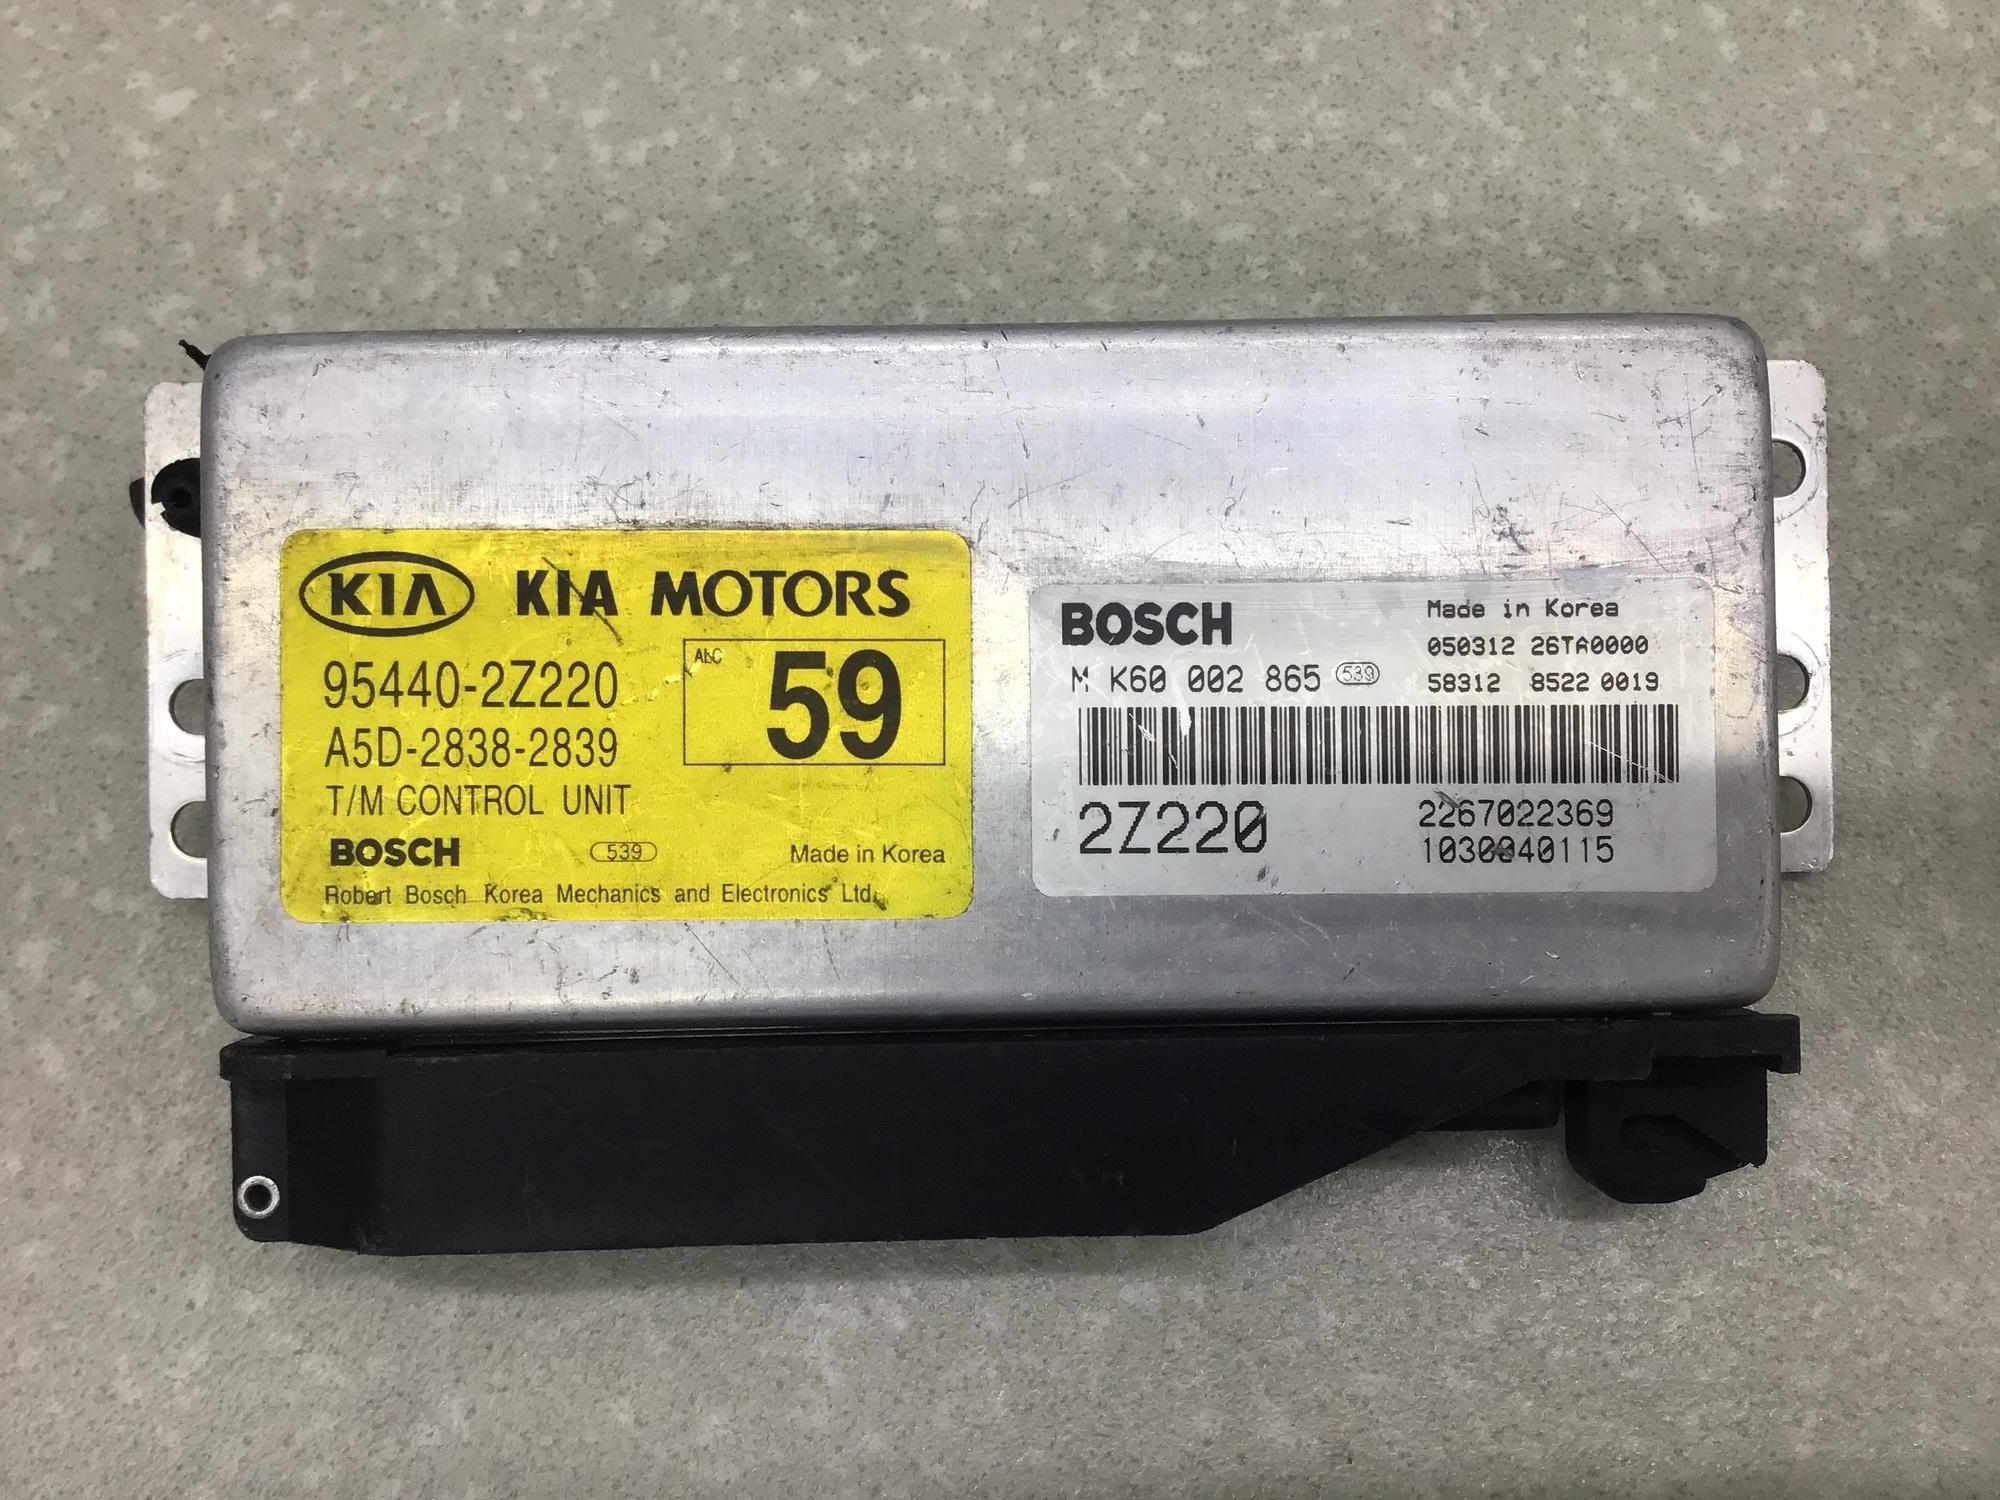 KIA KIA MOTORS
95440-2Z220
ALC 59
A5D-2838-2839
T/M CONTROL UNIT
BOSCH 539 Made in Korea
Robert Bosch Korea Mechanics and Electronics Ltd.
BOSCH
Made in Korea
050312 26TA0000
M K60 002 865 539
58312 8522 0019
2Z220
2267022369
1030040115